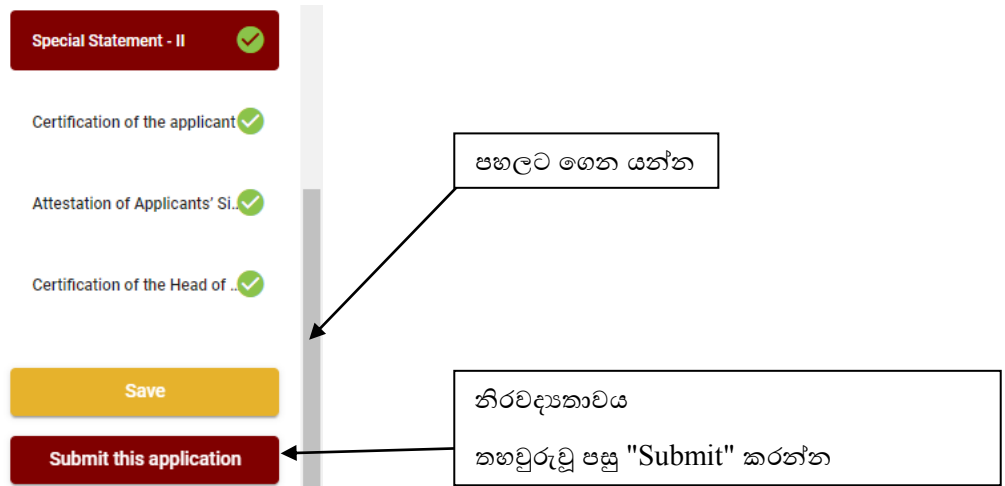 Special Statement - II
Certification of the applicant
Attestation of Applicants' Si..
Certification of the Head of ..
Save
Submit this application
පහලට ගෙන යන්න
නිරවද්‍යතාවය
තහවුරුවූ පසු "Submit" කරන්න